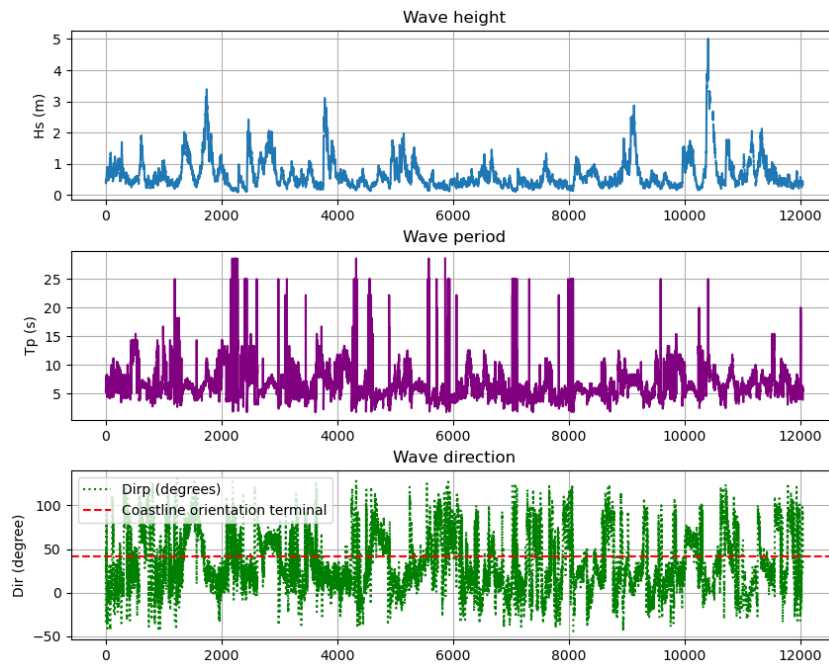 Wave height
5
4
3
2
1
0
Hs (m)
0 2000 4000 6000 8000 10000 12000
Wave period
25
20
15
10
5
Tp (s)
0 2000 4000 6000 8000 10000 12000
Wave direction
100
50
0
−50
Dir (degree)
Dirp (degrees)
Coastline orientation terminal
0 2000 4000 6000 8000 10000 12000